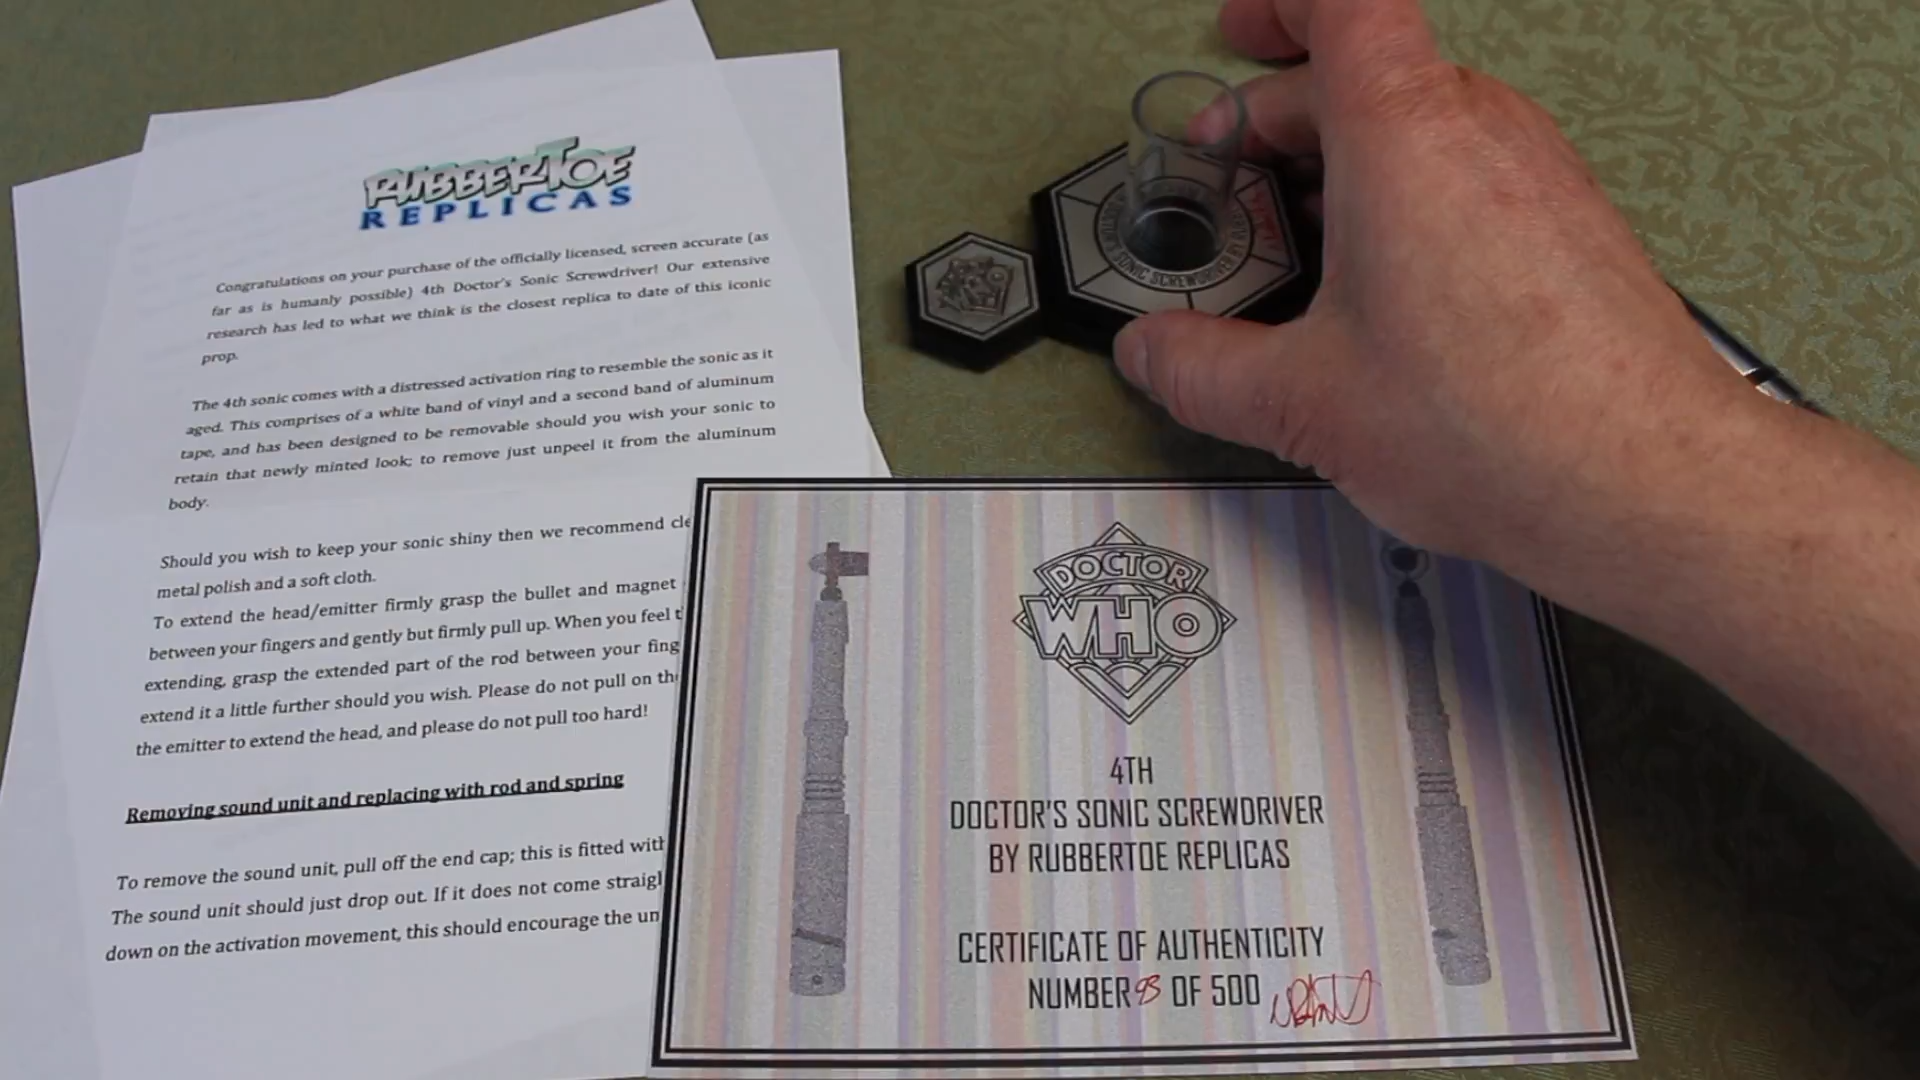 RUBBERTOE
REPLICAS
Congratulations on your purchase of the officially licensed, screen accurate (as
far as is humanly possible) 4th Doctor's Sonic Screwdriver! Our extensive
research has led to what we think is the closest replica to date of this iconic
prop.
The 4th sonic comes with a distressed activation ring to resemble the sonic as it
aged. This comprises of a white band of vinyl and a second band of aluminum
tape, and has been designed to be removable should you wish your sonic to
retain that newly minted look; to remove just unpeel it from the aluminum
body.
Should you wish to keep your sonic shiny then we recommend cle
metal polish and a soft cloth.
To extend the head/emitter firmly grasp the bullet and magnet
between your fingers and gently but firmly pull up. When you feel t
extending, grasp the extended part of the rod between your fing
extend it a little further should you wish. Please do not pull on th
the emitter to extend the head, and please do not pull too hard!
Removing sound unit and replacing with rod and spring
To remove the sound unit, pull off the end cap; this is fitted with
The sound unit should just drop out. If it does not come straigl
down on the activation movement, this should encourage the un
SONIC SCREWDRIVER BY
DOCTOR
WHO
4TH
DOCTOR'S SONIC SCREWDRIVER
BY RUBBERTOE REPLICAS
CERTIFICATE OF AUTHENTICITY
NUMBER 93 OF 500